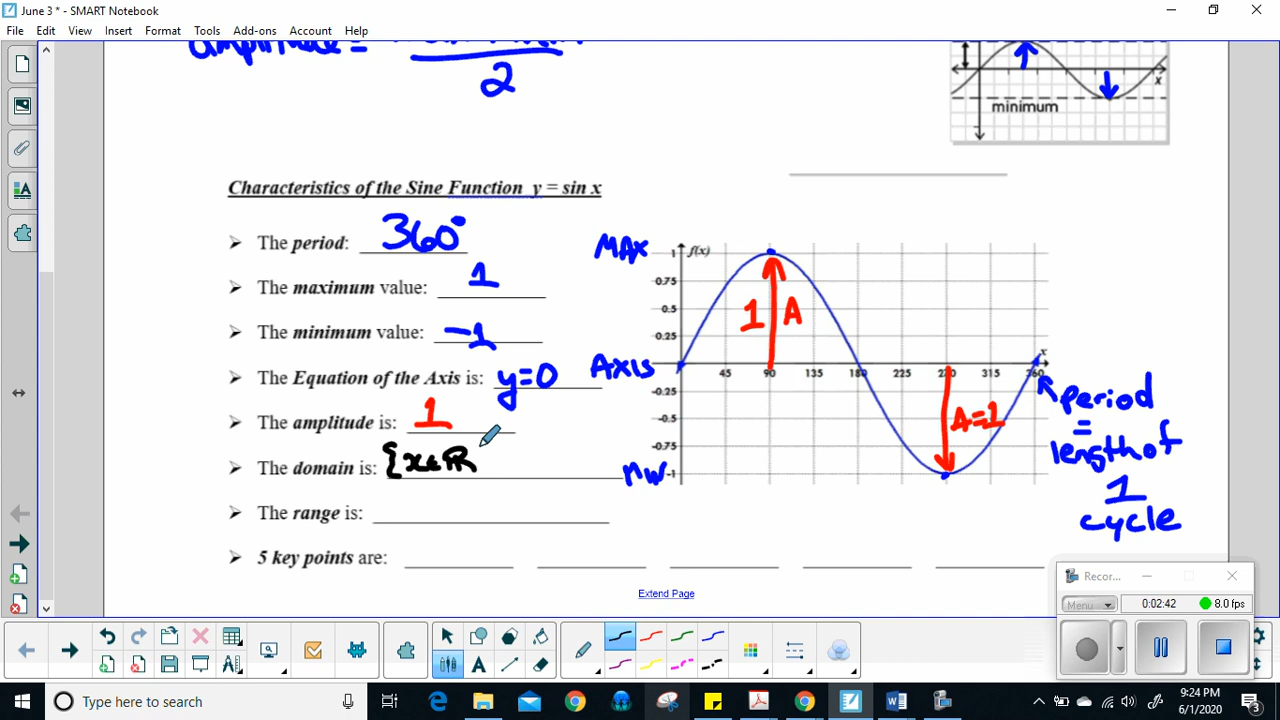 June 3 * - SMART Notebook
File Edit View Insert Format Tools Add-ons Account Help
amplitude =
2
minimum
x
Characteristics of the Sine Function y = sin x
The period: 360°
The maximum value: 1
The minimum value: -1
The Equation of the Axis is: y=0
The amplitude is: 1
The domain is: {x∈ℝ
The range is:
5 key points are:
MAX
AXIS
MIN
f(x)
1
0.75
0.5
0.25
-0.25
-0.5
-0.75
-1
45 90 135 180 225 270 315 360
x
1 A
A=1
period
=
length of
1
cycle
Extend Page
Recor...
Menu 0:02:42 8.0 fps
Type here to search
9:24 PM
6/1/2020
3